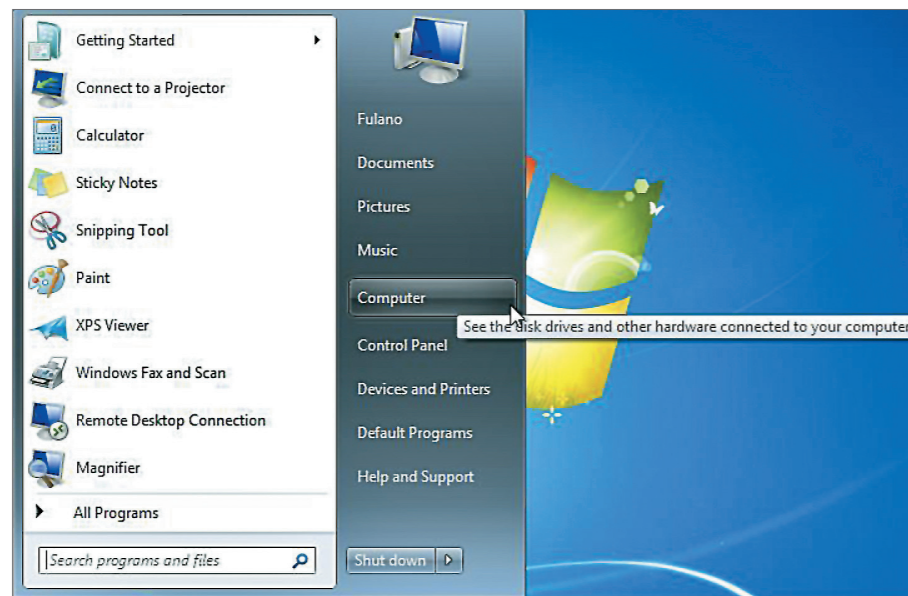 Getting Started
Connect to a Projector
Calculator
Sticky Notes
Snipping Tool
Paint
XPS Viewer
Windows Fax and Scan
Remote Desktop Connection
Magnifier
All Programs
Search programs and files
Fulano
Documents
Pictures
Music
Computer
See the disk drives and other hardware connected to your computer
Control Panel
Devices and Printers
Default Programs
Help and Support
Shut down